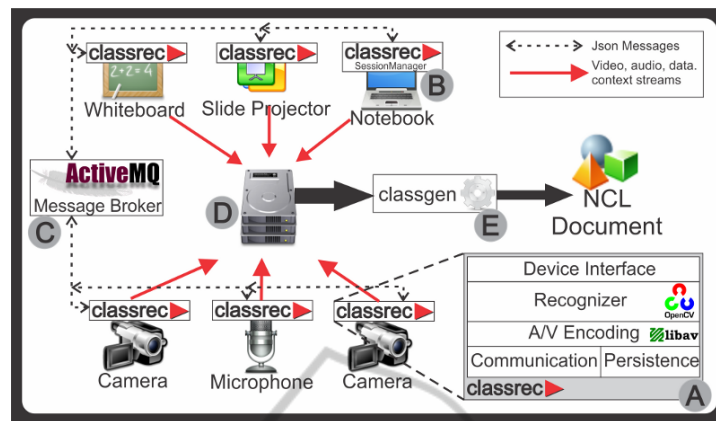 classrec
classrec
classrec
SessionManager
B
2+2=4
Whiteboard
Slide Projector
Notebook
Json Messages
Video, audio, data.
context streams
ActiveMQ
Message Broker
C
D
classgen
E
NCL
Document
classrec
classrec
classrec
Camera
Microphone
Camera
Device Interface
Recognizer
OpenCV
A/V Encoding
libav
Communication
Persistence
classrec
A